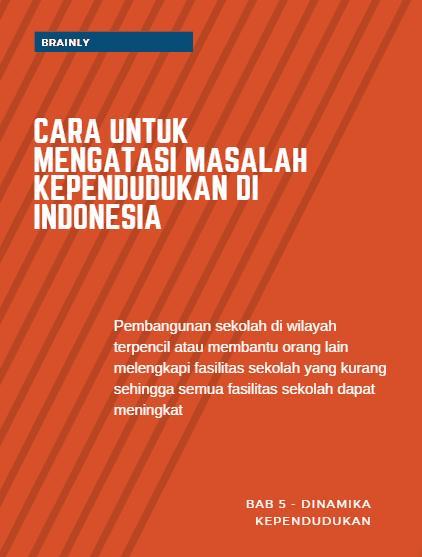 BRAINLY
CARA UNTUK
MENGATASI MASALAH
KEPENDUDUKAN DI
INDONESIA
Pembangunan sekolah di wilayah
terpencil atau membantu orang lain
melengkapi fasilitas sekolah yang kurang
sehingga semua fasilitas sekolah dapat
meningkat
BAB 5 - DINAMIKA
KEPENDUDUKAN